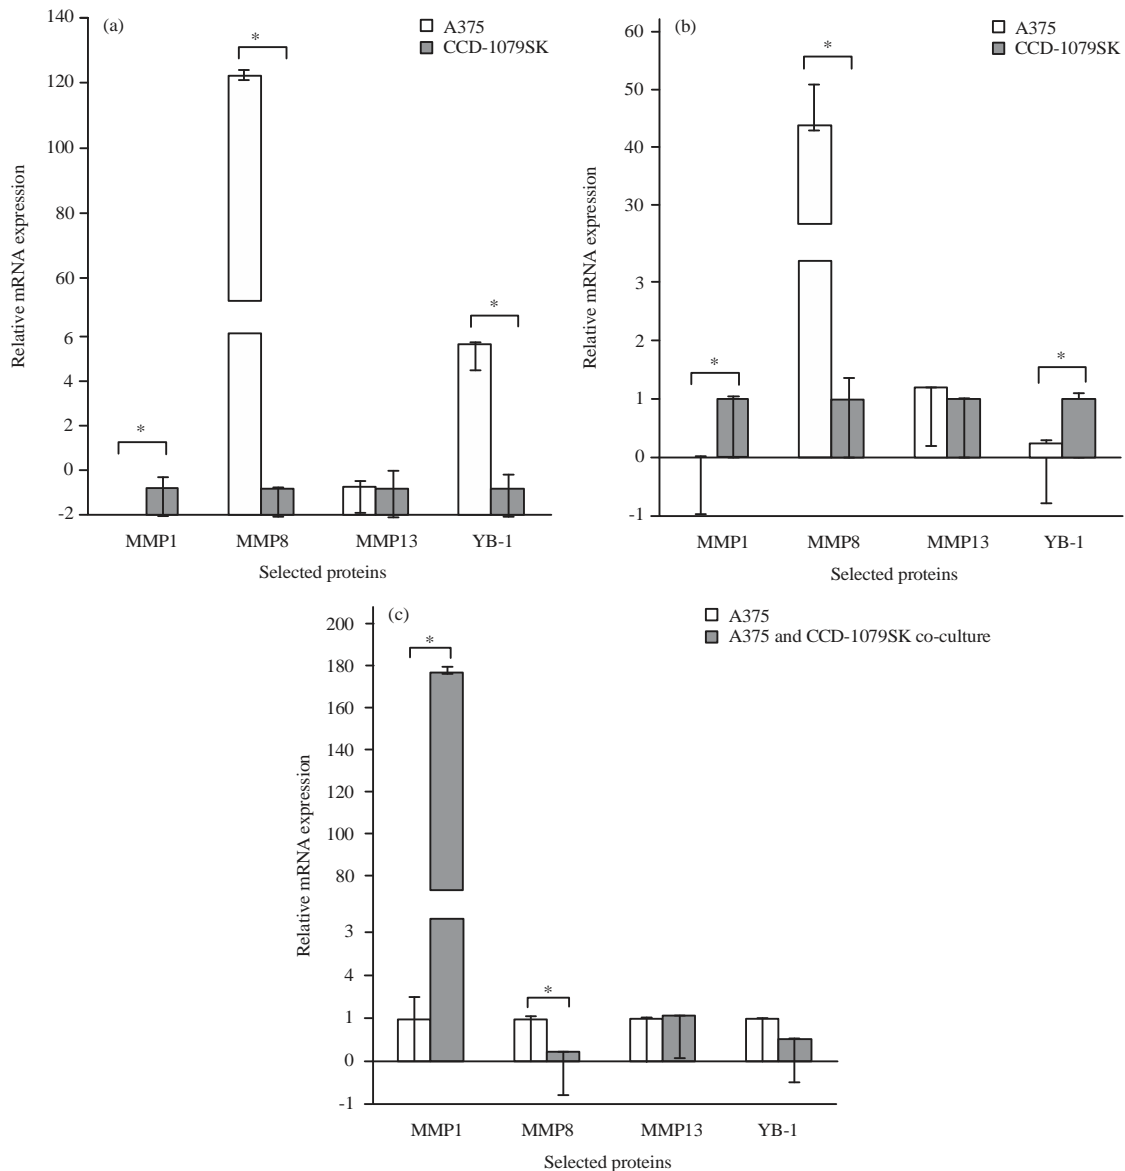 (a)
A375
CCD-1079SK
*
*
*
140
120
100
80
60
6
4
2
0
-2
Relative mRNA expression
MMP1 MMP8 MMP13 YB-1
Selected proteins
(b)
A375
CCD-1079SK
*
*
*
60
50
40
30
3
2
1
0
-1
Relative mRNA expression
MMP1 MMP8 MMP13 YB-1
Selected proteins
(c)
A375
A375 and CCD-1079SK co-culture
*
*
200
180
160
140
120
100
80
3
4
1
0
-1
Relative mRNA expression
MMP1 MMP8 MMP13 YB-1
Selected proteins